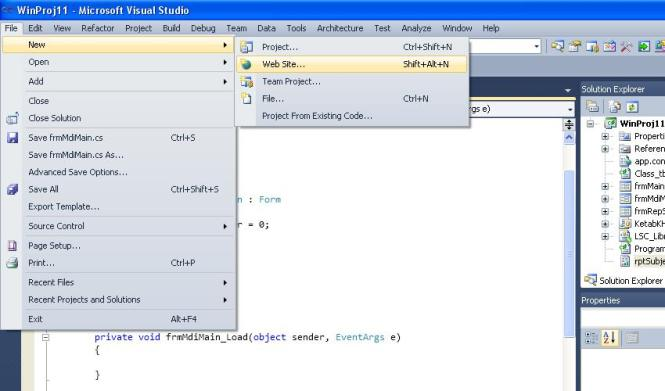 WinProj11 - Microsoft Visual Studio
File Edit View Refactor Project Build Debug Team Data Tools Architecture Test Analyze Window Help
New
Open
Add
Close
Close Solution
Save frmMdiMain.cs Ctrl+S
Save frmMdiMain.cs As...
Advanced Save Options...
Save All Ctrl+Shift+S
Export Template...
Source Control
Page Setup...
Print... Ctrl+P
Recent Files
Recent Projects and Solutions
Exit Alt+F4
Project... Ctrl+Shift+N
Web Site... Shift+Alt+N
Team Project...
File... Ctrl+N
Project From Existing Code...
gs e)
n : Form
r = 0;
private void frmMdiMain_Load(object sender, EventArgs e)
{
}
Solution Explorer
WinProj11
Properti
Referen
app.con
Class_tb
frmMain
frmMdiM
frmRepS
KetabKH
LSC_Libr
Program
rptSubje
Solution Explorer
Properties